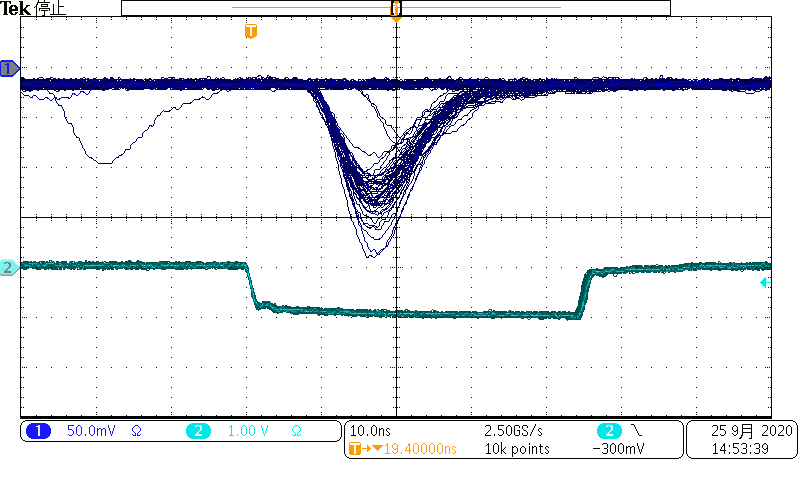 Tek 停止
T
1
2
1 50.0mV Ω 2 1.00 V Ω
10.0ns 2.50GS/s 2
T→▼19.40000ns 10k points −300mV
25 9月 2020
14:53:39